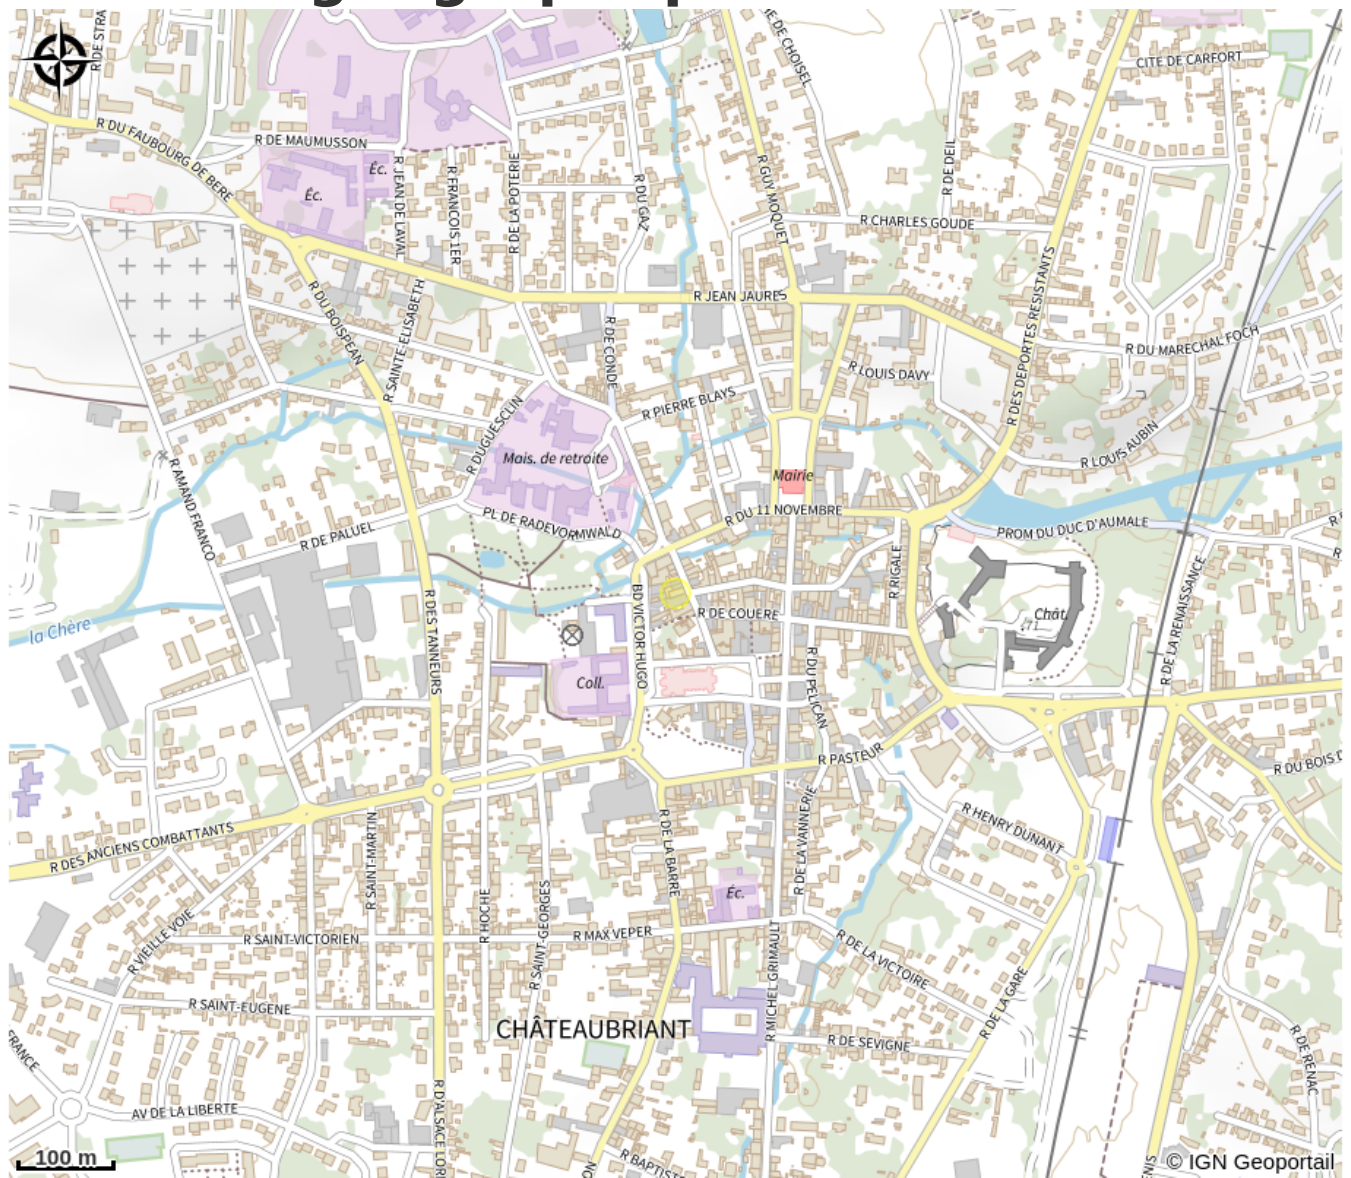 R DE STRA
E DE CHOISEL
CITE DE CARFORT
R DU FAUBOURG DE BERE
R DE MAUMUSSON
Éc.
Éc.
R JEAN DE LAVAL
R FRANCOIS 1ER
R DE LA POTERIE
R DU GAZ
R GUY MOQUET
R DE DEIL
R CHARLES GOUDE
R DES DEPORTES RESISTANTS
R DU BOISPEAN
R SAINTE-ELISABETH
R JEAN JAURES
R DE CONDE
R DU MARECHAL FOCH
R LOUIS DAVY
R PIERRE BLAYS
R DUGUESCLIN
Mais. de retraite
R LOUIS AUBIN
R AMAND FRANCO
Mairie
R DU 11 NOVEMBRE
PL DE RADEVORMWALD
PROM DU DUC D'AUMALE
R DE PALUEL
R RIGALE
R DES TANNEURS
BD VICTOR HUGO
R DE COUERE
Chât.
R DE LA RENAISSANCE
la Chère
R DU PELICAN
Coll.
R PASTEUR
R DU BOIS D
R DES ANCIENS COMBATTANTS
R SAINT-MARTIN
R DE LA BARRE
R DE LA VANNERIE
R HENRY DUNANT
Éc.
R HOCHE
R SAINT-GEORGES
R VIEILLE VOIE
R SAINT-VICTORIEN
R MAX VEPER
R MICHEL GRIMAULT
R DE LA VICTOIRE
R DE LA GARE
R SAINT-EUGENE
CHÂTEAUBRIANT
R DE SEVIGNE
R DE RENAC
FRANCE
AV DE LA LIBERTE
R D'ALSACE LORR
R BAPTIST
ON
ENIS
100 m
© IGN Geoportail